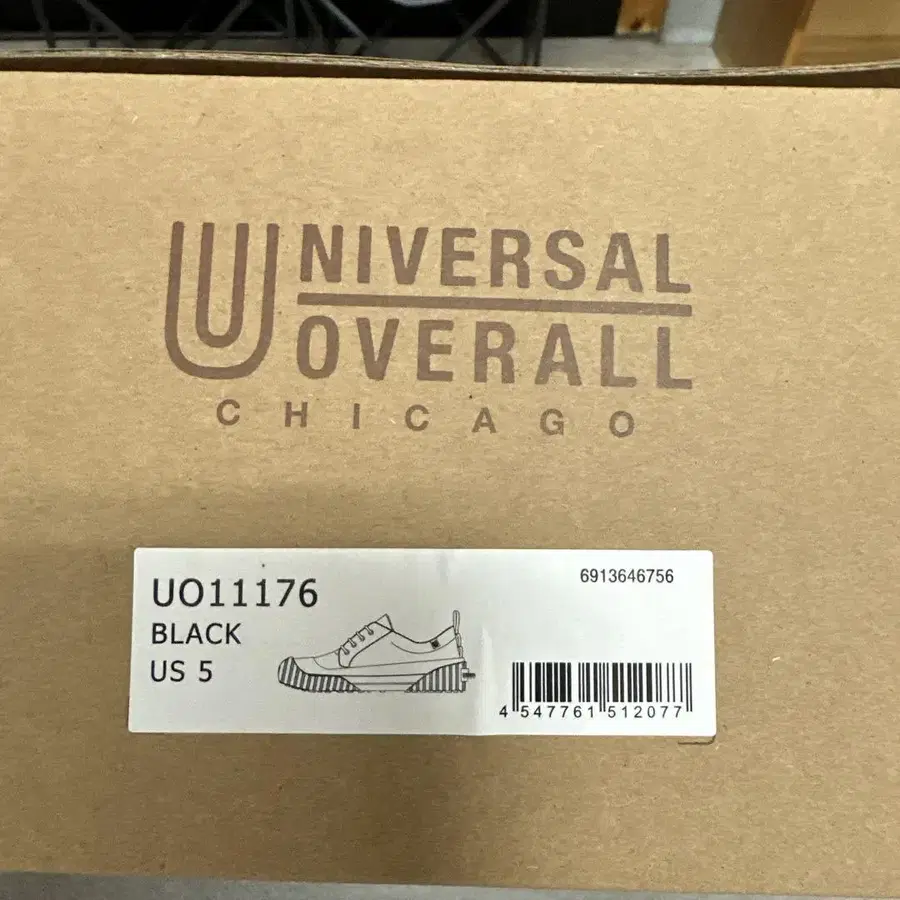 UNIVERSAL
OVERALL
CHICAGO
UO11176
BLACK
US 5
6913646756
4 547761 512077